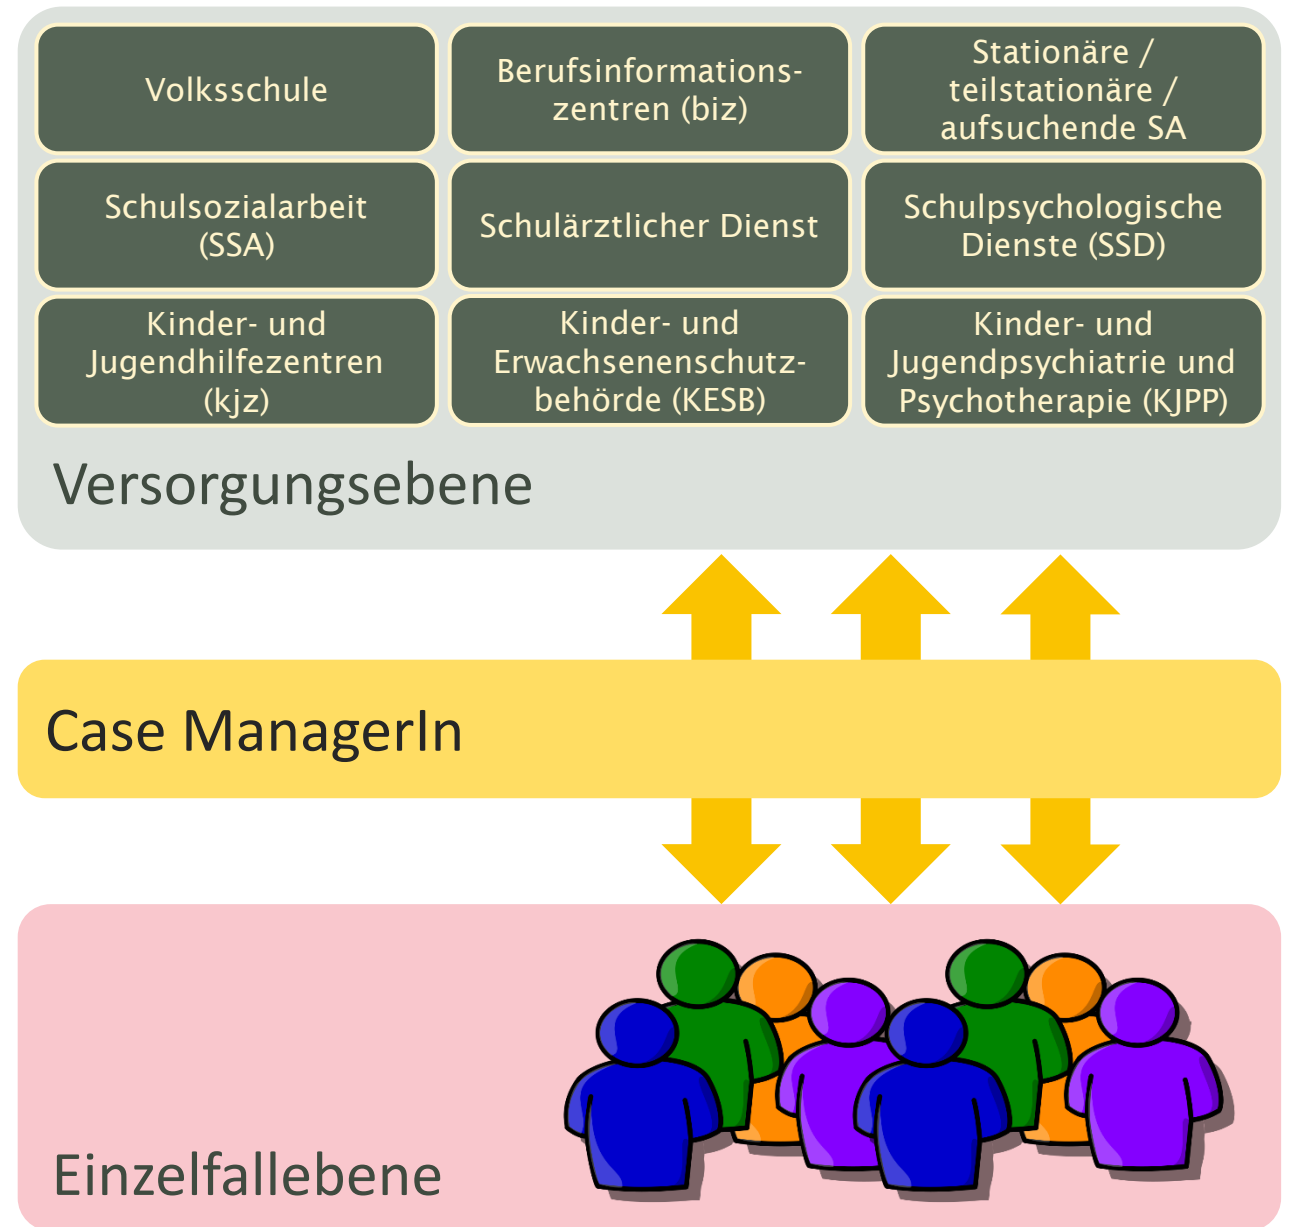 Volksschule
Berufsinformations-
zentren (biz)
Stationäre /
teilstationäre /
aufsuchende SA
Schulsozialarbeit
(SSA)
Schulärztlicher Dienst
Schulpsychologische
Dienste (SSD)
Kinder- und
Jugendhilfezentren
(kjz)
Kinder- und
Erwachsenenschutz-
behörde (KESB)
Kinder- und
Jugendpsychiatrie und
Psychotherapie (KJPP)
Versorgungsebene
Case ManagerIn
Einzelfallebene